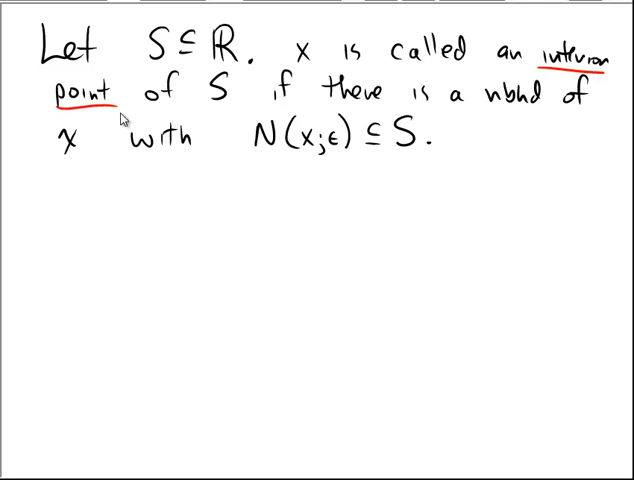 Let S ⊆ ℝ. x is called an interior
point of S if there is a nbhd of
x with N(x;ε) ⊆ S.